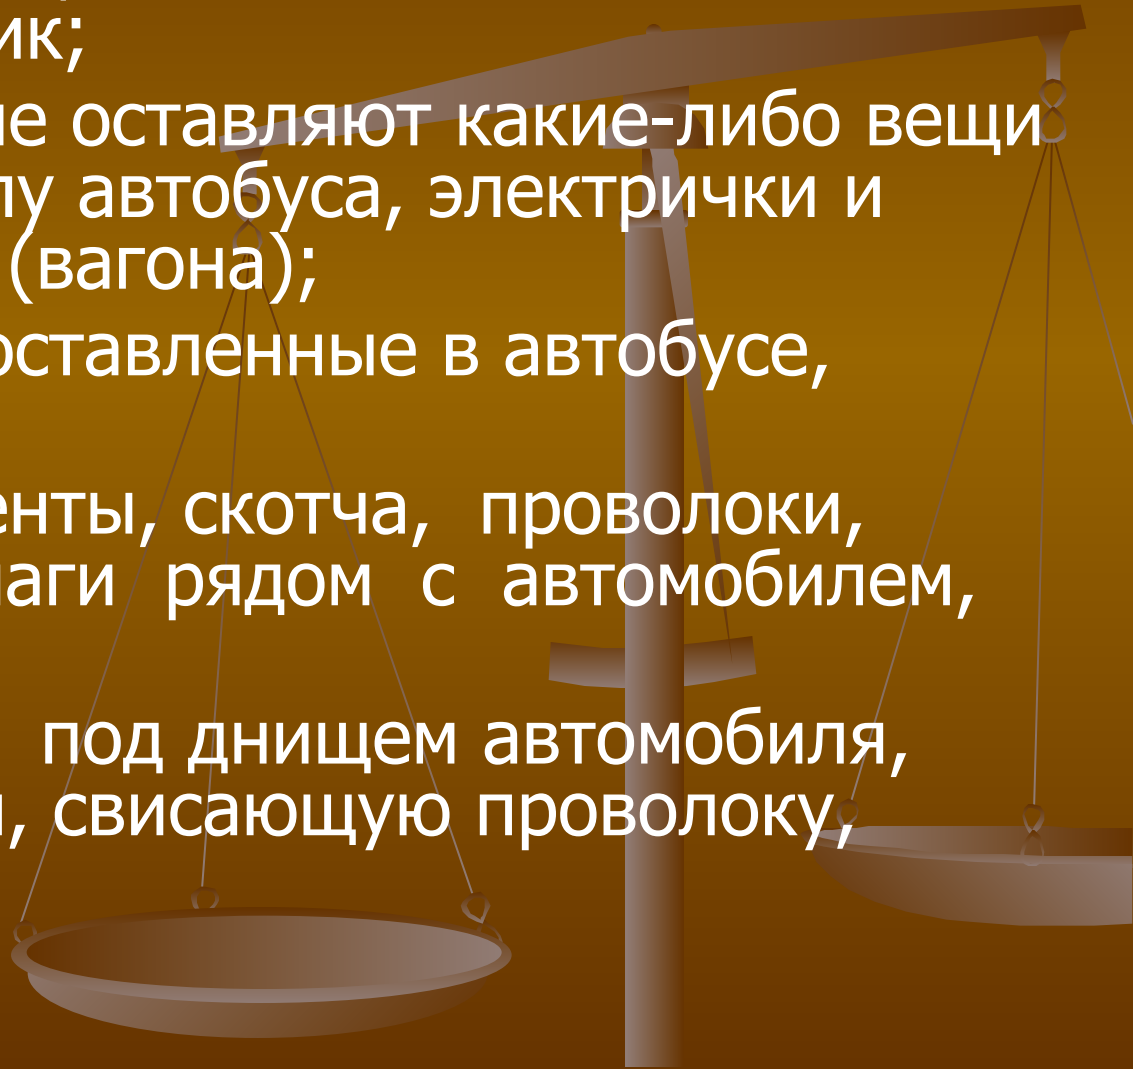 ик;
не оставляют какие-либо вещи
лу автобуса, электрички и
(вагона);
оставленные в автобусе,
енты, скотча, проволоки,
маги рядом с автомобилем,
под днищем автомобиля,
и, свисающую проволоку,